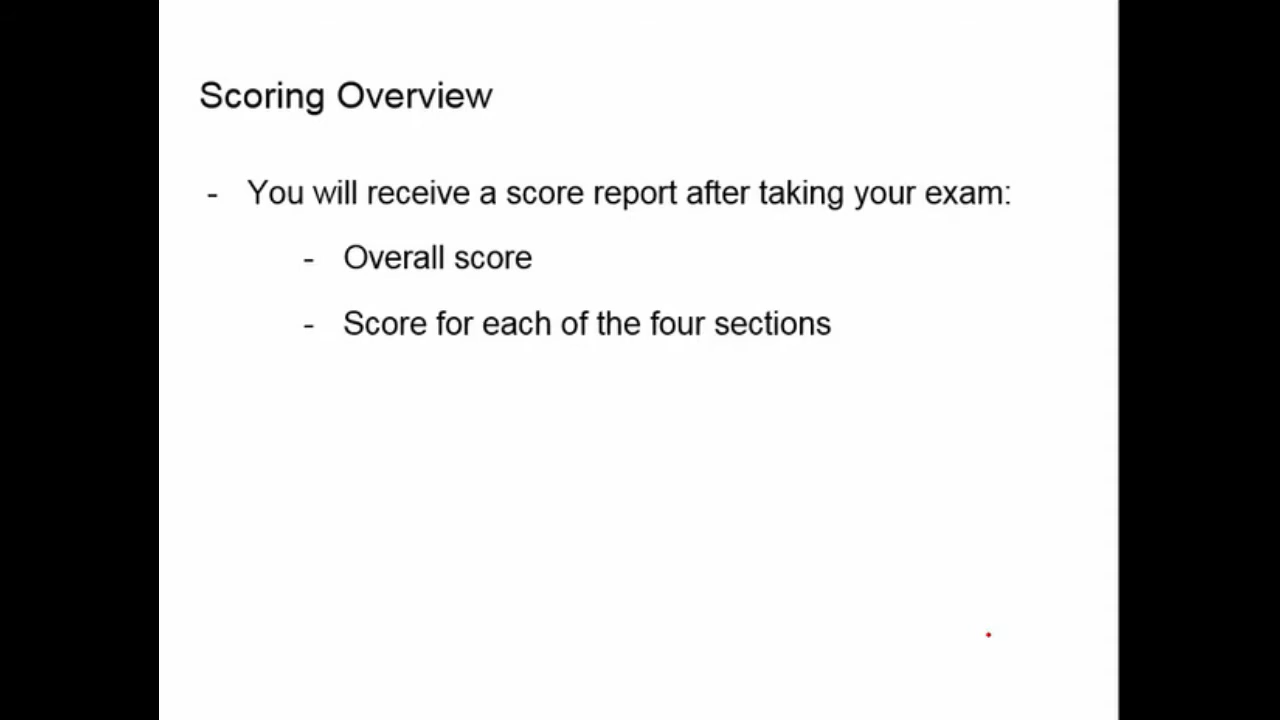 Scoring Overview
- You will receive a score report after taking your exam:
- Overall score
- Score for each of the four sections